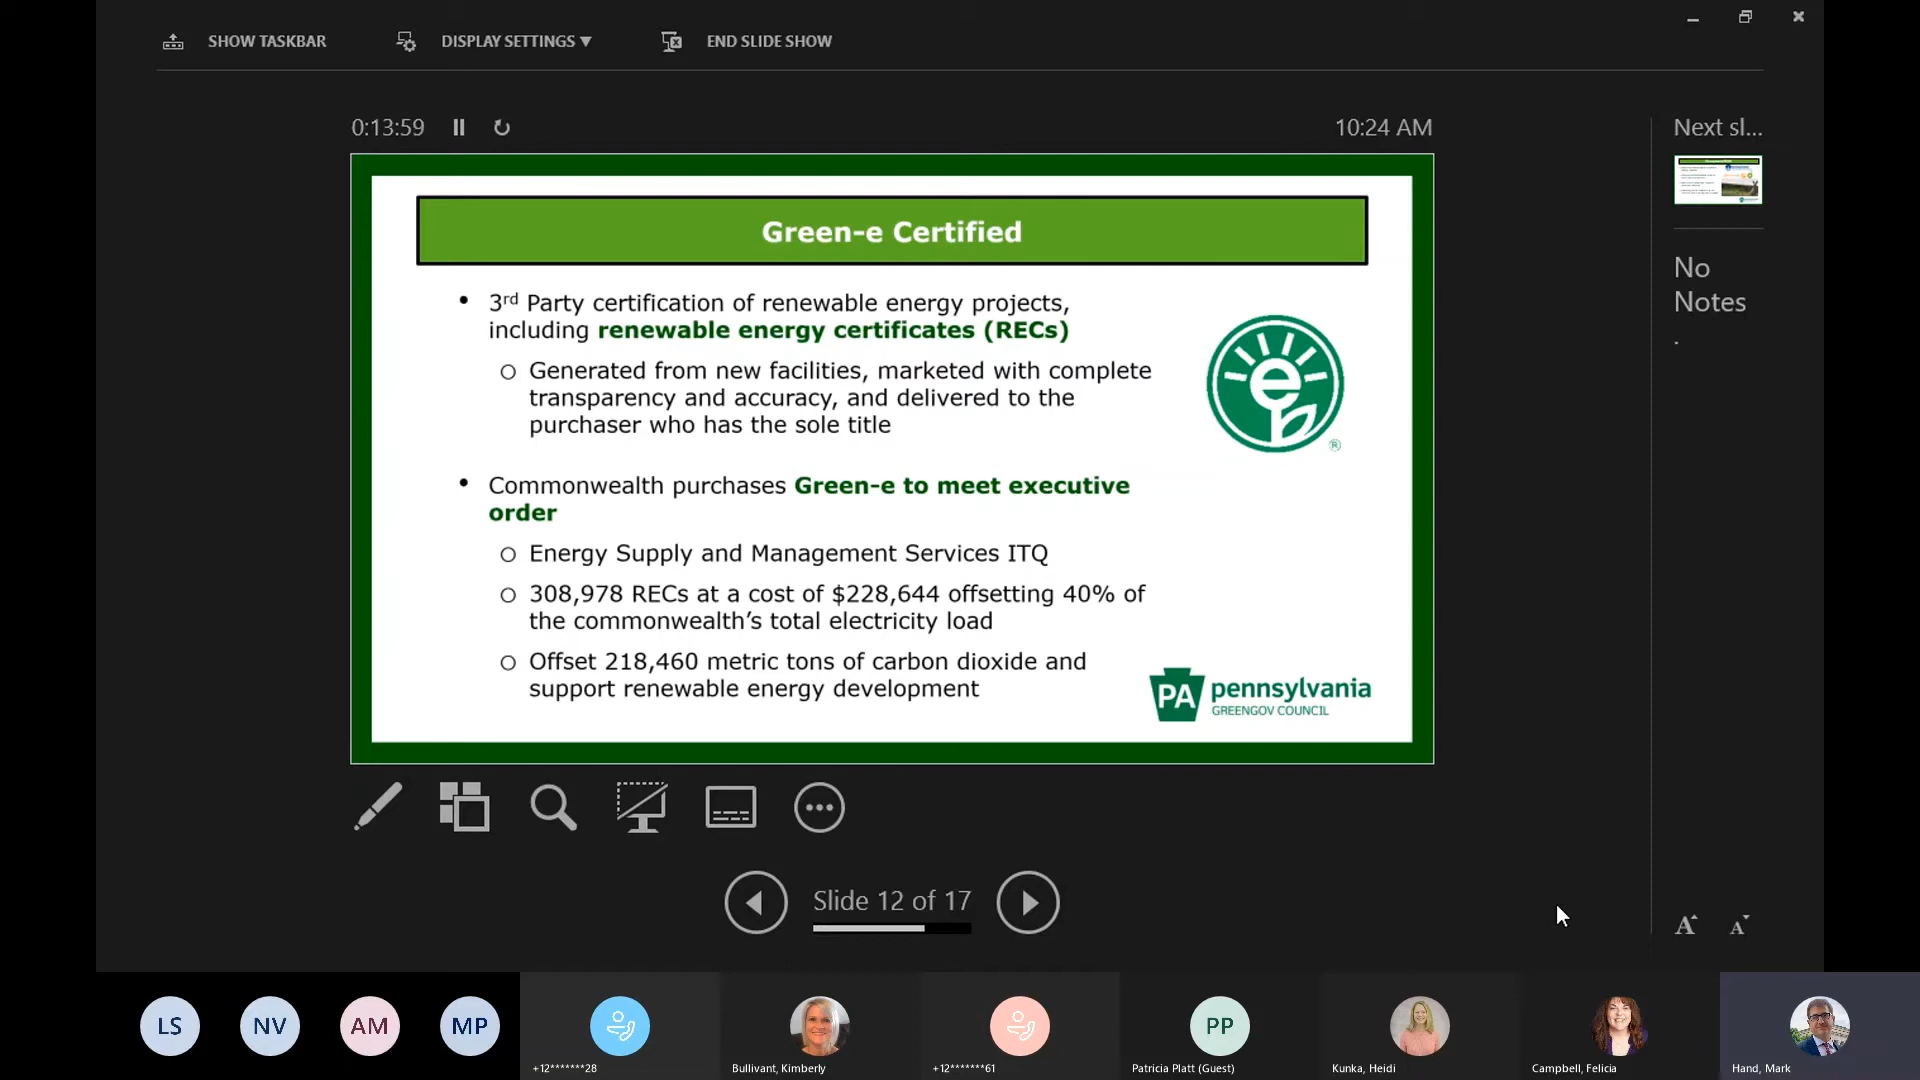 SHOW TASKBAR
DISPLAY SETTINGS ▼
END SLIDE SHOW
0:13:59
10:24 AM
Next sl...
Green-e Certified
• 3rd Party certification of renewable energy projects,
including renewable energy certificates (RECs)
o Generated from new facilities, marketed with complete
transparency and accuracy, and delivered to the
purchaser who has the sole title
e
®
• Commonwealth purchases Green-e to meet executive
order
o Energy Supply and Management Services ITQ
o 308,978 RECs at a cost of $228,644 offsetting 40% of
the commonwealth's total electricity load
o Offset 218,460 metric tons of carbon dioxide and
support renewable energy development
PA pennsylvania
GREENGOV COUNCIL
No
Notes
.
Slide 12 of 17
A A
LS
NV
AM
MP
+12*******28
Bullivant, Kimberly
+12*******61
PP
Patricia Platt (Guest)
Kunka, Heidi
Campbell, Felicia
Hand, Mark